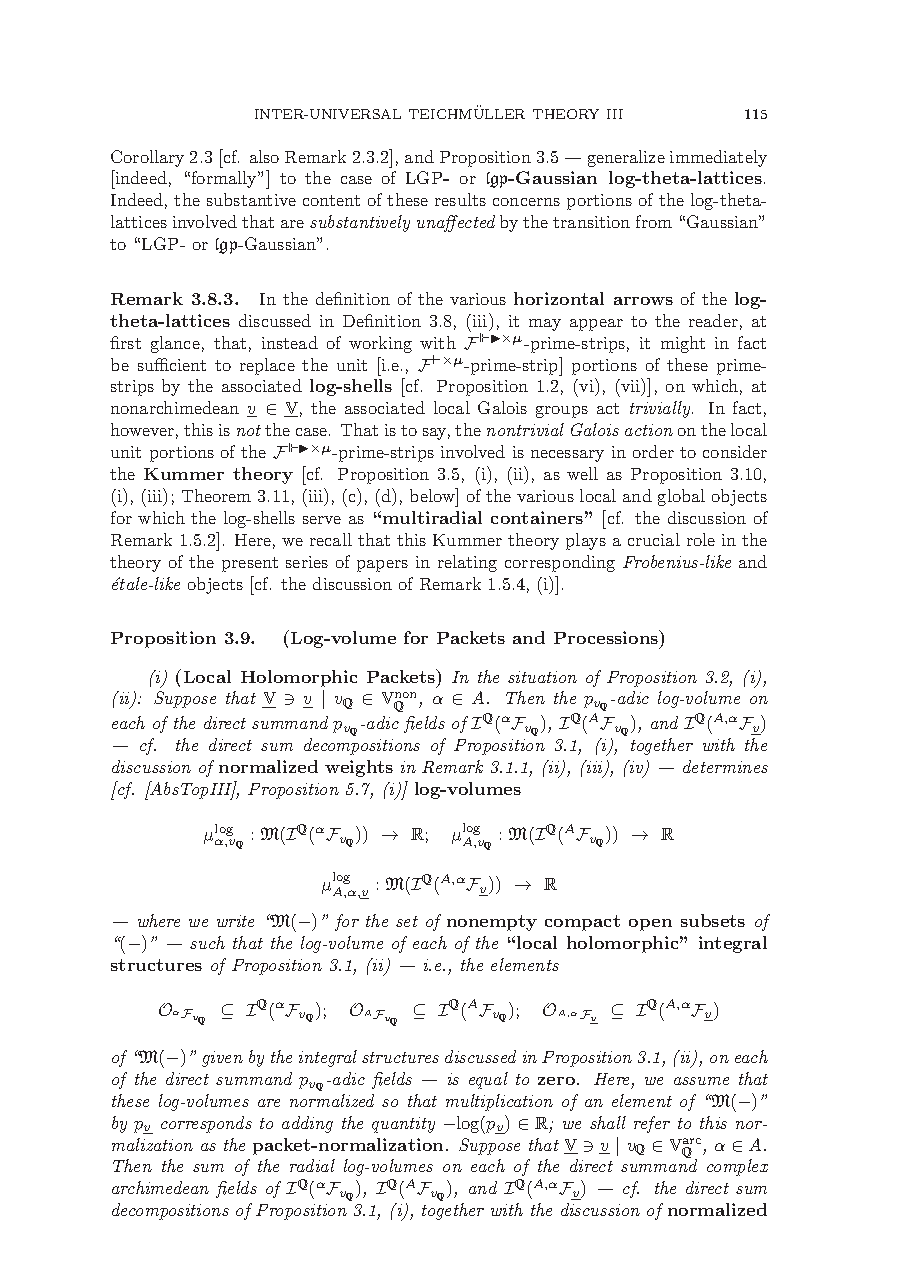 INTER-UNIVERSAL TEICHMÜLLER THEORY III 115
Corollary 2.3 [cf. also Remark 2.3.2], and Proposition 3.5 — generalize immediately
[indeed, “formally”] to the case of LGP- or 𝔩𝔤𝔭-Gaussian log-theta-lattices.
Indeed, the substantive content of these results concerns portions of the log-theta-
lattices involved that are substantively unaffected by the transition from “Gaussian”
to “LGP- or 𝔩𝔤𝔭-Gaussian”.
Remark 3.8.3. In the definition of the various horizontal arrows of the log-
theta-lattices discussed in Definition 3.8, (iii), it may appear to the reader, at
first glance, that, instead of working with ℱ^{⊩▶×μ}-prime-strips, it might in fact
be sufficient to replace the unit [i.e., ℱ^{⊢×μ}-prime-strip] portions of these prime-
strips by the associated log-shells [cf. Proposition 1.2, (vi), (vii)], on which, at
nonarchimedean v̲ ∈ 𝕍̲, the associated local Galois groups act trivially. In fact,
however, this is not the case. That is to say, the nontrivial Galois action on the local
unit portions of the ℱ^{⊩▶×μ}-prime-strips involved is necessary in order to consider
the Kummer theory [cf. Proposition 3.5, (i), (ii), as well as Proposition 3.10,
(i), (iii); Theorem 3.11, (iii), (c), (d), below] of the various local and global objects
for which the log-shells serve as “multiradial containers” [cf. the discussion of
Remark 1.5.2]. Here, we recall that this Kummer theory plays a crucial role in the
theory of the present series of papers in relating corresponding Frobenius-like and
étale-like objects [cf. the discussion of Remark 1.5.4, (i)].
Proposition 3.9. (Log-volume for Packets and Processions)
(i) (Local Holomorphic Packets) In the situation of Proposition 3.2, (i),
(ii): Suppose that 𝕍̲ ∋ v̲ | v_ℚ ∈ 𝕍_ℚ^{non}, α ∈ A. Then the p_{v_ℚ}-adic log-volume on
each of the direct summand p_{v_ℚ}-adic fields of ℐ^ℚ(^αℱ_{v_ℚ}), ℐ^ℚ(^Aℱ_{v_ℚ}), and ℐ^ℚ(^{A,α}ℱ_{v̲})
— cf. the direct sum decompositions of Proposition 3.1, (i), together with the
discussion of normalized weights in Remark 3.1.1, (ii), (iii), (iv) — determines
[cf. [AbsTopIII], Proposition 5.7, (i)] log-volumes
μ^{log}_{α,v_ℚ} : 𝔐(ℐ^ℚ(^αℱ_{v_ℚ})) → ℝ; μ^{log}_{A,v_ℚ} : 𝔐(ℐ^ℚ(^Aℱ_{v_ℚ})) → ℝ
μ^{log}_{A,α,v̲} : 𝔐(ℐ^ℚ(^{A,α}ℱ_{v̲})) → ℝ
— where we write “𝔐(−)” for the set of nonempty compact open subsets of
“(−)” — such that the log-volume of each of the “local holomorphic” integral
structures of Proposition 3.1, (ii) — i.e., the elements
𝒪_{^αℱ_{v_ℚ}} ⊆ ℐ^ℚ(^αℱ_{v_ℚ}); 𝒪_{^Aℱ_{v_ℚ}} ⊆ ℐ^ℚ(^Aℱ_{v_ℚ}); 𝒪_{^{A,α}ℱ_{v̲}} ⊆ ℐ^ℚ(^{A,α}ℱ_{v̲})
of “𝔐(−)” given by the integral structures discussed in Proposition 3.1, (ii), on each
of the direct summand p_{v_ℚ}-adic fields — is equal to zero. Here, we assume that
these log-volumes are normalized so that multiplication of an element of “𝔐(−)”
by p_{v̲} corresponds to adding the quantity −log(p_{v̲}) ∈ ℝ; we shall refer to this nor-
malization as the packet-normalization. Suppose that 𝕍̲ ∋ v̲ | v_ℚ ∈ 𝕍_ℚ^{arc}, α ∈ A.
Then the sum of the radial log-volumes on each of the direct summand complex
archimedean fields of ℐ^ℚ(^αℱ_{v_ℚ}), ℐ^ℚ(^Aℱ_{v_ℚ}), and ℐ^ℚ(^{A,α}ℱ_{v̲}) — cf. the direct sum
decompositions of Proposition 3.1, (i), together with the discussion of normalized